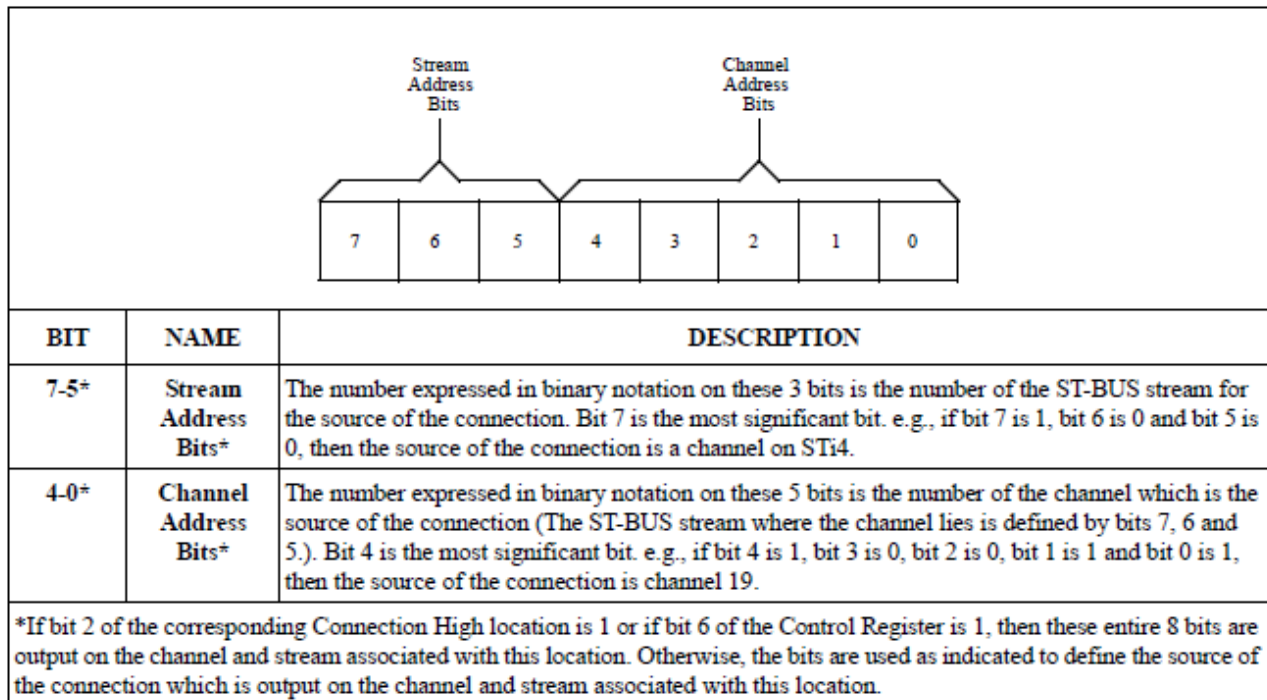 Stream
Address
Bits
Channel
Address
Bits
7 6 5 4 3 2 1 0
BIT NAME DESCRIPTION
7-5* Stream Address Bits* The number expressed in binary notation on these 3 bits is the number of the ST-BUS stream for
the source of the connection. Bit 7 is the most significant bit. e.g., if bit 7 is 1, bit 6 is 0 and bit 5 is
0, then the source of the connection is a channel on STi4.
4-0* Channel Address Bits* The number expressed in binary notation on these 5 bits is the number of the channel which is the
source of the connection (The ST-BUS stream where the channel lies is defined by bits 7, 6 and
5.). Bit 4 is the most significant bit. e.g., if bit 4 is 1, bit 3 is 0, bit 2 is 0, bit 1 is 1 and bit 0 is 1,
then the source of the connection is channel 19.
*If bit 2 of the corresponding Connection High location is 1 or if bit 6 of the Control Register is 1, then these entire 8 bits are
output on the channel and stream associated with this location. Otherwise, the bits are used as indicated to define the source of
the connection which is output on the channel and stream associated with this location.